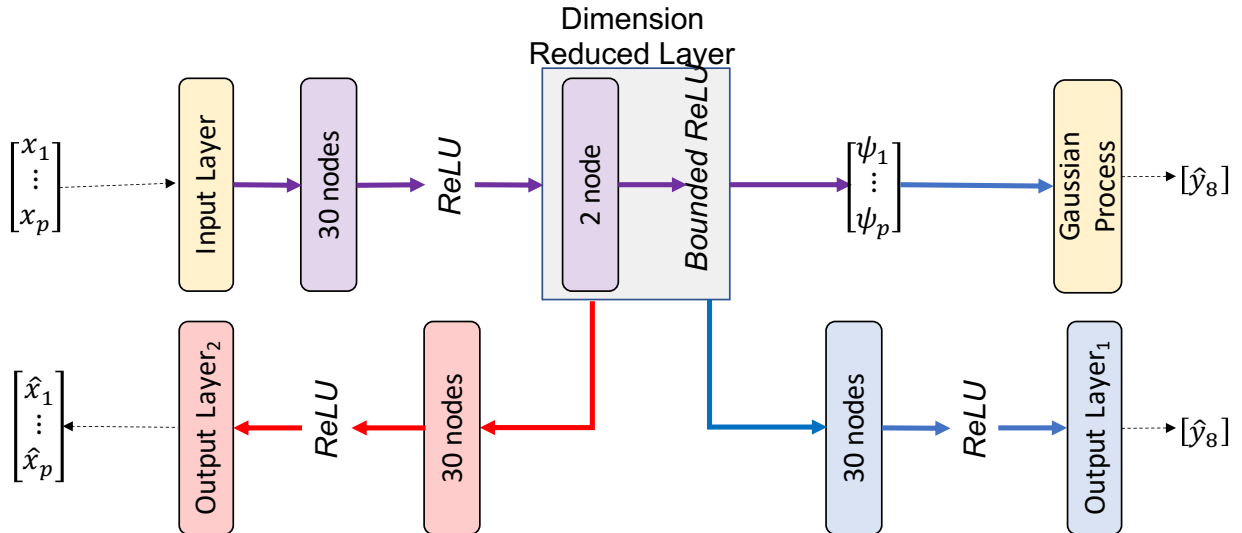 Dimension
Reduced Layer
[x₁
⋯
xₚ]
Input Layer
30 nodes
ReLU
2 node
Bounded ReLU
[ψ₁
⋯
ψₚ]
Gaussian
Process
[ŷ₈]
[x̂₁
⋯
x̂ₚ]
Output Layer₂
ReLU
30 nodes
30 nodes
ReLU
Output Layer₁
[ŷ₈]